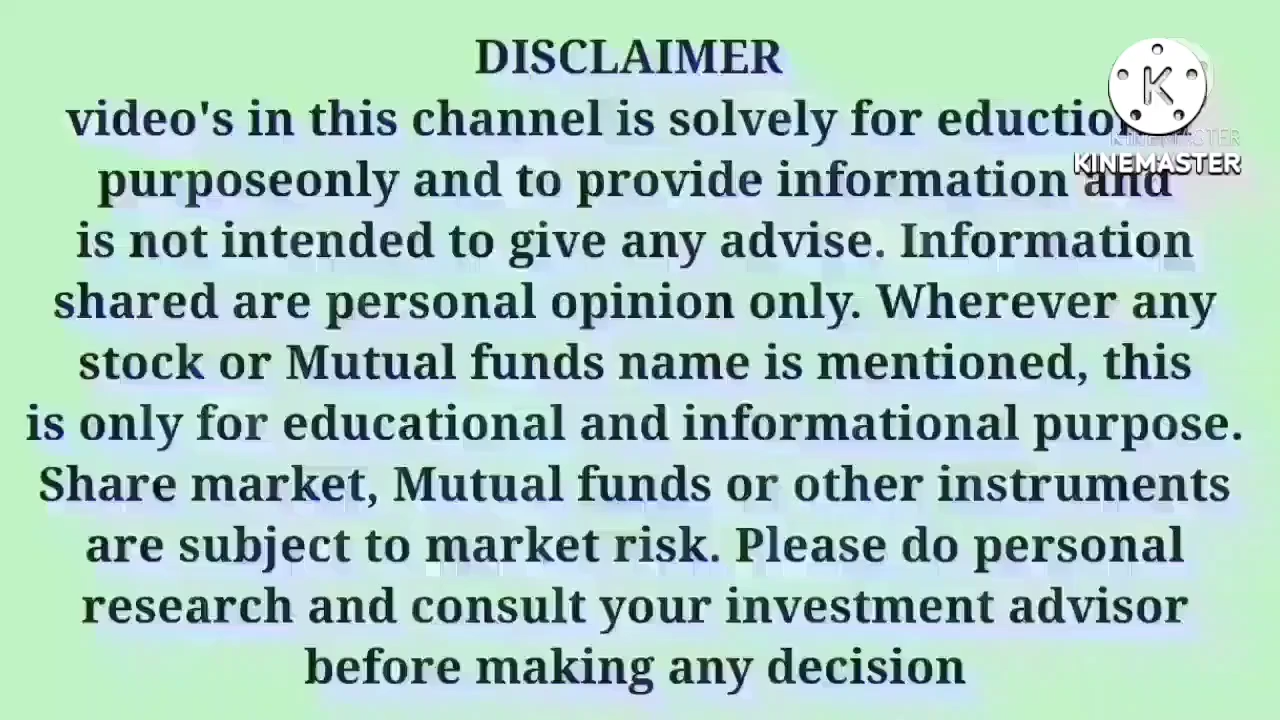 DISCLAIMER
video's in this channel is solvely for eduction
purposeonly and to provide information and
is not intended to give any advise. Information
shared are personal opinion only. Wherever any
stock or Mutual funds name is mentioned, this
is only for educational and informational purpose.
Share market, Mutual funds or other instruments
are subject to market risk. Please do personal
research and consult your investment advisor
before making any decision
K
KINEMASTER